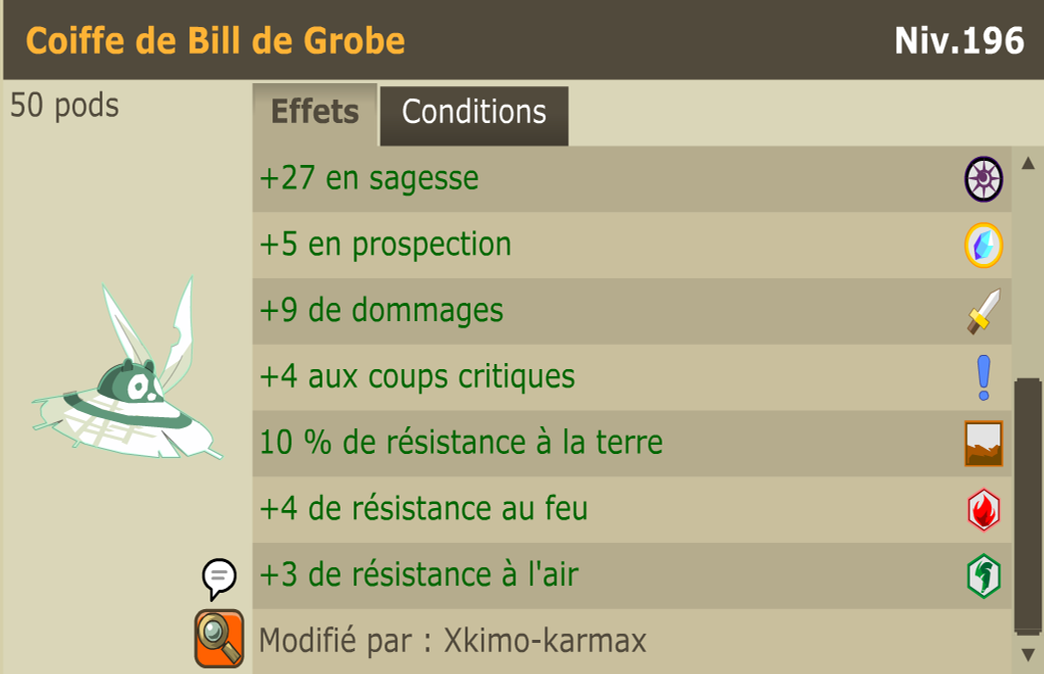 Coiffe de Bill de Grobe
Niv.196
50 pods
Effets
Conditions
+27 en sagesse
+5 en prospection
+9 de dommages
+4 aux coups critiques
10 % de résistance à la terre
+4 de résistance au feu
+3 de résistance à l'air
Modifié par : Xkimo-karmax